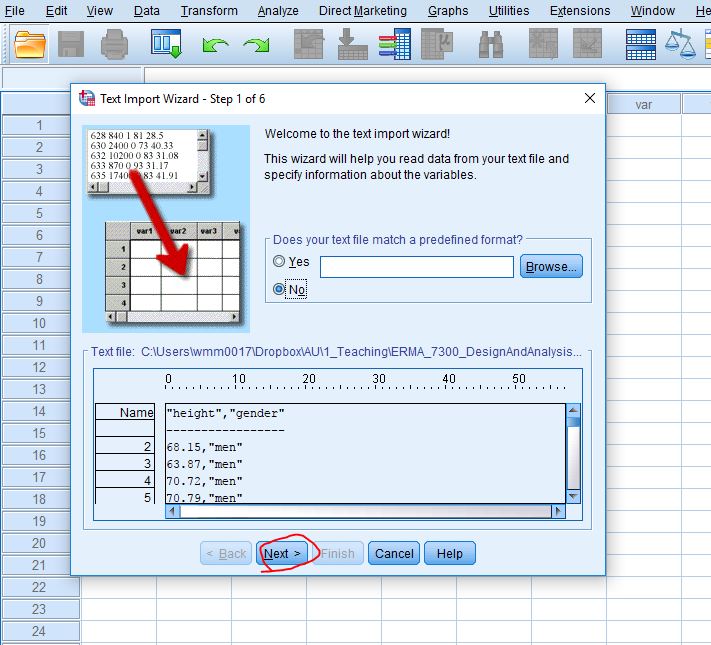 File Edit View Data Transform Analyze Direct Marketing Graphs Utilities Extensions Window He
Text Import Wizard - Step 1 of 6
var
628 840 1 81 28.5
630 2400 0 73 40.33
632 10200 0 83 31.08
633 870 0 93 31.17
635 1740 83 41.91
var1 var2 var3 v
1
2
3
4
Welcome to the text import wizard!
This wizard will help you read data from your text file and
specify information about the variables.
Does your text file match a predefined format?
Yes
Browse...
No
Text file: C:\Users\wmm0017\Dropbox\AU\1_Teaching\ERMA_7300_DesignAndAnalysis...
0 10 20 30 40 50
Name "height","gender"
-----------------
2 68.15,"men"
3 63.87,"men"
4 70.72,"men"
5 70.79,"men"
< Back Next > Finish Cancel Help
1
2
3
4
5
6
7
8
9
10
11
12
13
14
15
16
17
18
19
20
21
22
23
24